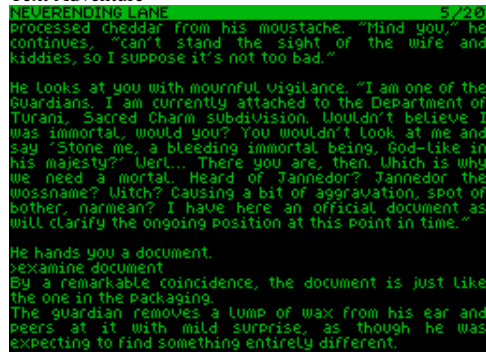 NEVERENDING LANE 5/20
processed cheddar from his moustache. "Mind you," he
continues, "can't stand the sight of the wife and
kiddies, so I suppose it's not too bad."
He looks at you with mournful vigilance. "I am one of the
Guardians. I am currently attached to the Department of
Turani, Sacred Charm subdivision. Wouldn't believe I
was immortal, would you? You wouldn't look at me and
say 'Stone me, a bleeding immortal being, God-like in
his majesty?' Werl... There you are, then. Which is why
we need a mortal. Heard of Jannedor? Jannedor the
wossname? Witch? Causing a bit of aggravation, spot of
bother, narmean? I have here an official document as
will clarify the ongoing position at this point in time."
He hands you a document.
>examine document
By a remarkable coincidence, the document is just like
the one in the packaging.
The guardian removes a lump of wax from his ear and
peers at it with mild surprise, as though he was
expecting to find something entirely different.